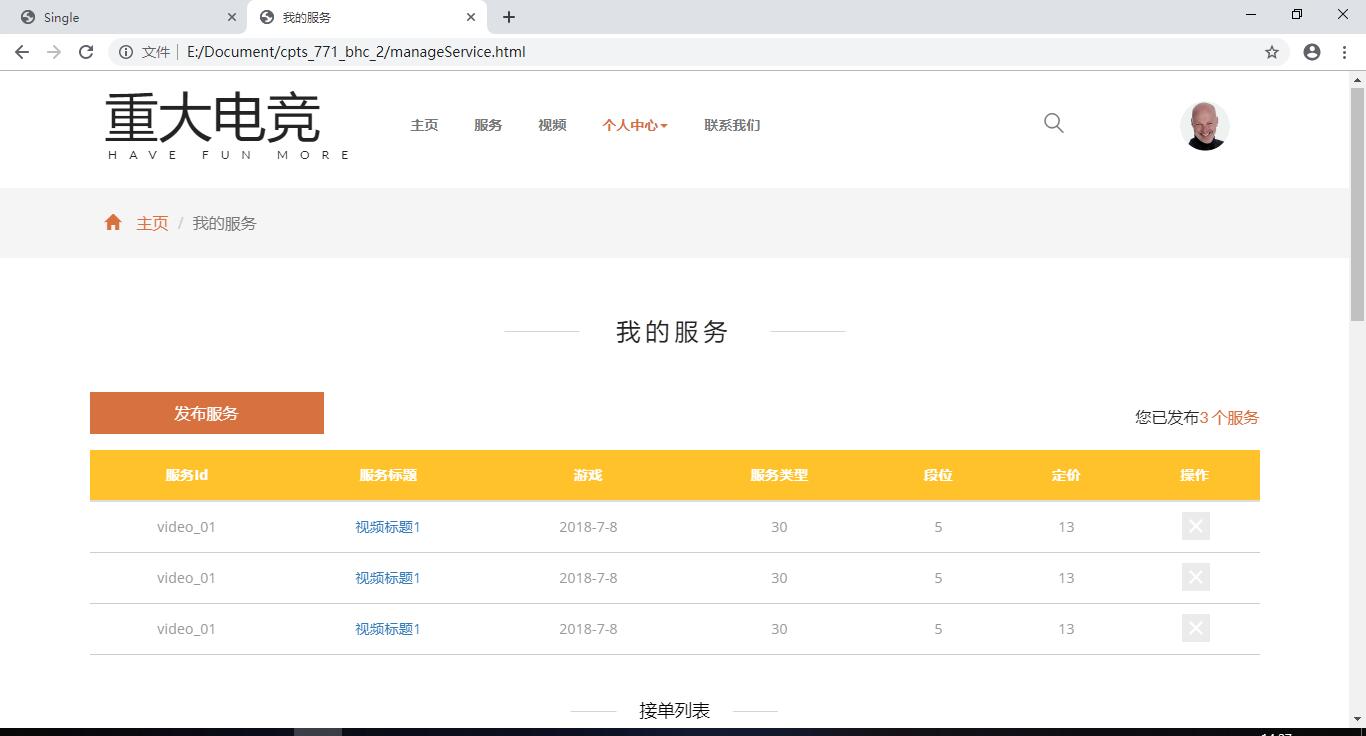 Single
我的服务
文件 E:/Document/cpts_771_bhc_2/manageService.html
重大电竞
HAVE FUN MORE
主页 服务 视频 个人中心 联系我们
主页 / 我的服务
我的服务
发布服务
您已发布3 个服务
服务Id 服务标题 游戏 服务类型 段位 定价 操作
video_01 视频标题1 2018-7-8 30 5 13
video_01 视频标题1 2018-7-8 30 5 13
video_01 视频标题1 2018-7-8 30 5 13
接单列表